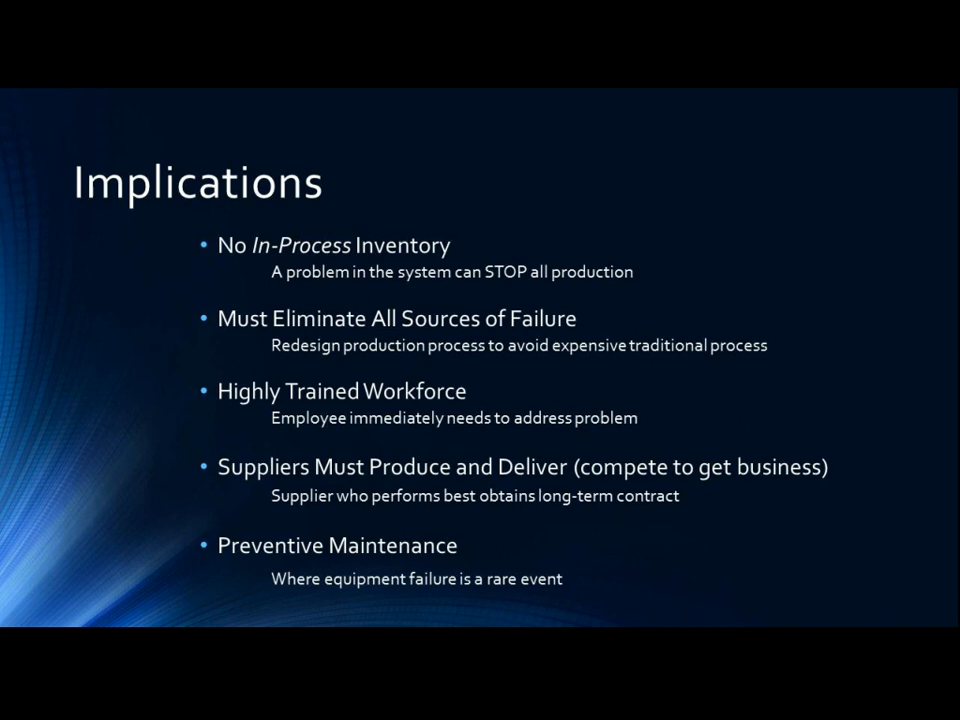 Implications
• No In-Process Inventory
A problem in the system can STOP all production
• Must Eliminate All Sources of Failure
Redesign production process to avoid expensive traditional process
• Highly Trained Workforce
Employee immediately needs to address problem
• Suppliers Must Produce and Deliver (compete to get business)
Supplier who performs best obtains long-term contract
• Preventive Maintenance
Where equipment failure is a rare event